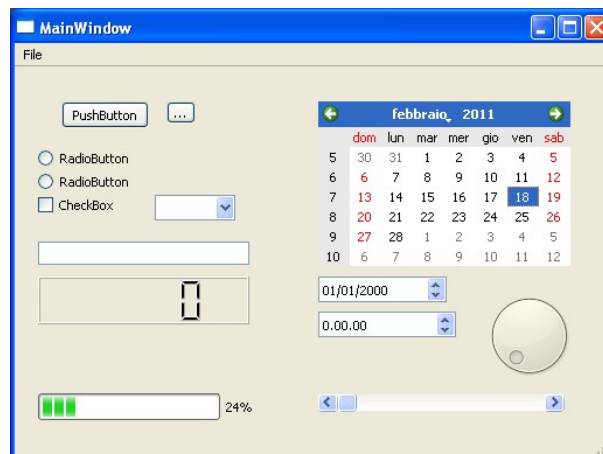 MainWindow
File
PushButton
...
RadioButton
RadioButton
CheckBox
0
24%
febbraio, 2011
dom lun mar mer gio ven sab
5 30 31 1 2 3 4 5
6 6 7 8 9 10 11 12
7 13 14 15 16 17 18 19
8 20 21 22 23 24 25 26
9 27 28 1 2 3 4 5
10 6 7 8 9 10 11 12
01/01/2000
0.00.00